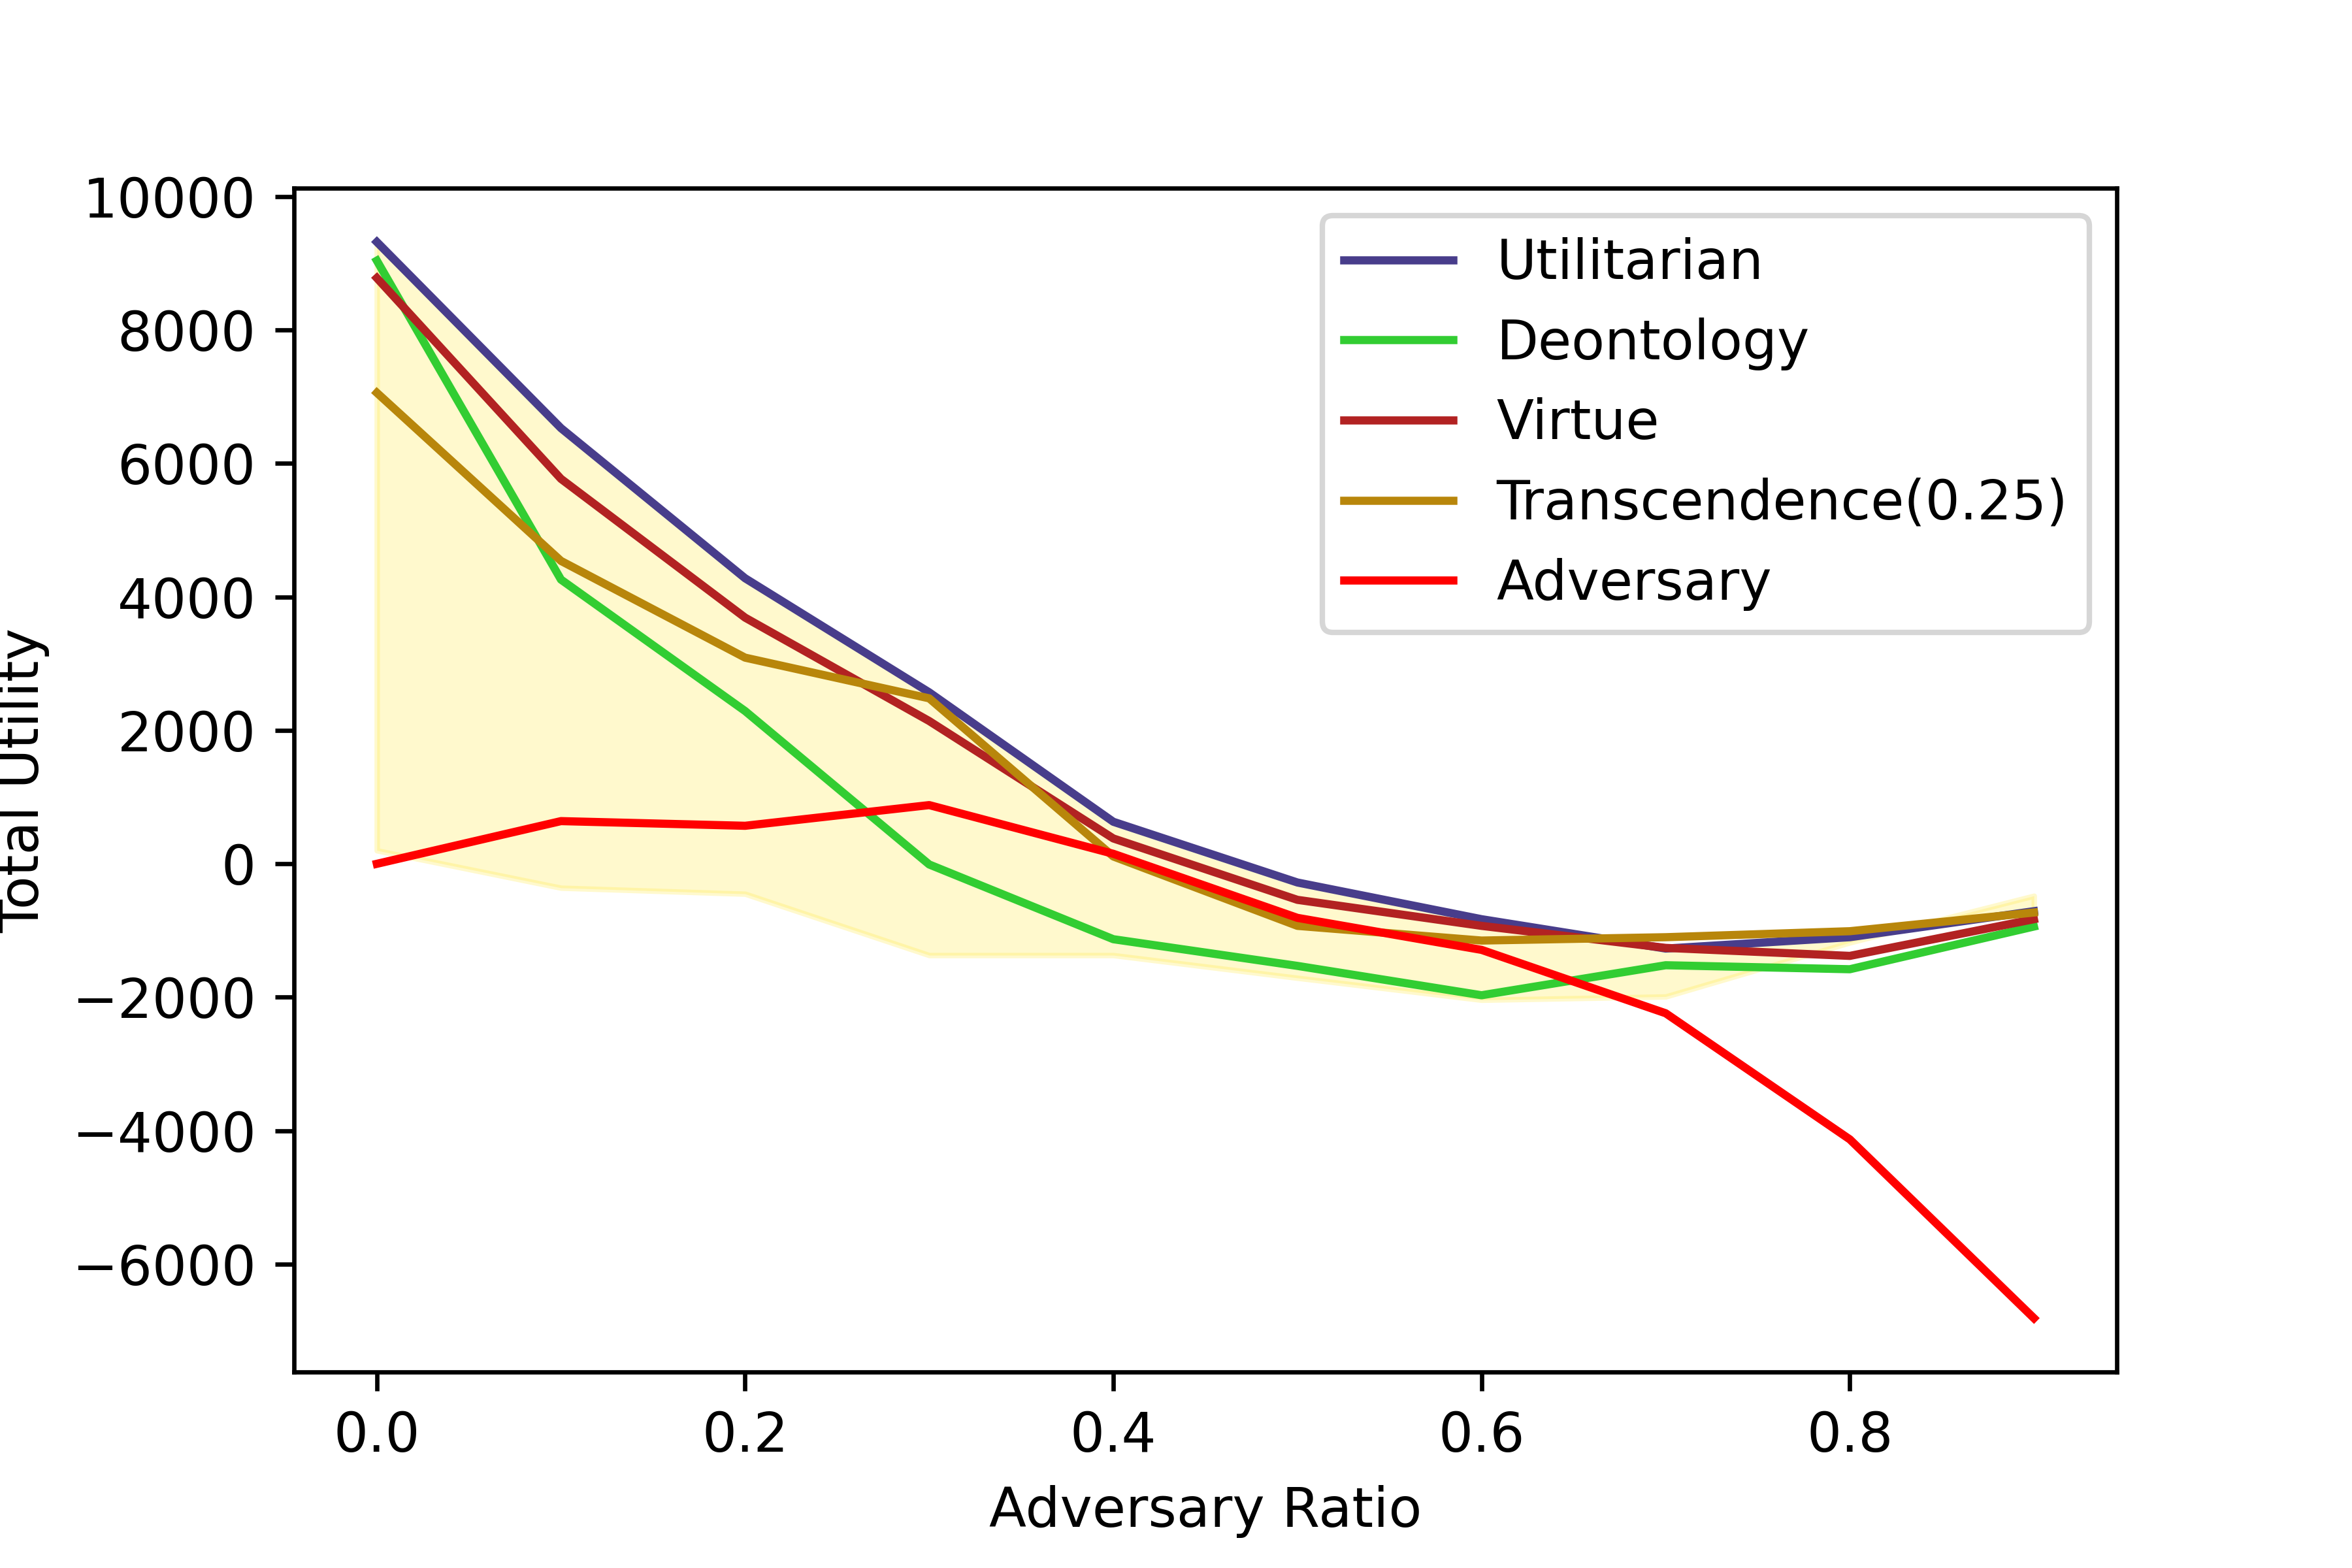 10000
8000
6000
4000
2000
0
−2000
−4000
−6000
Total Utility
Utilitarian
Deontology
Virtue
Transcendence(0.25)
Adversary
0.0 0.2 0.4 0.6 0.8
Adversary Ratio